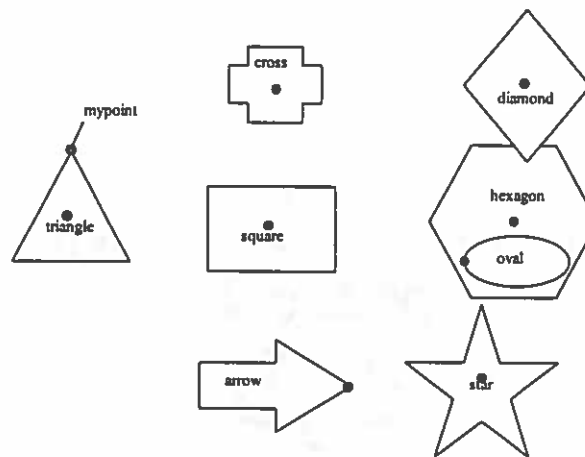 cross
diamond
mypoint
hexagon
triangle
square
oval
arrow
star